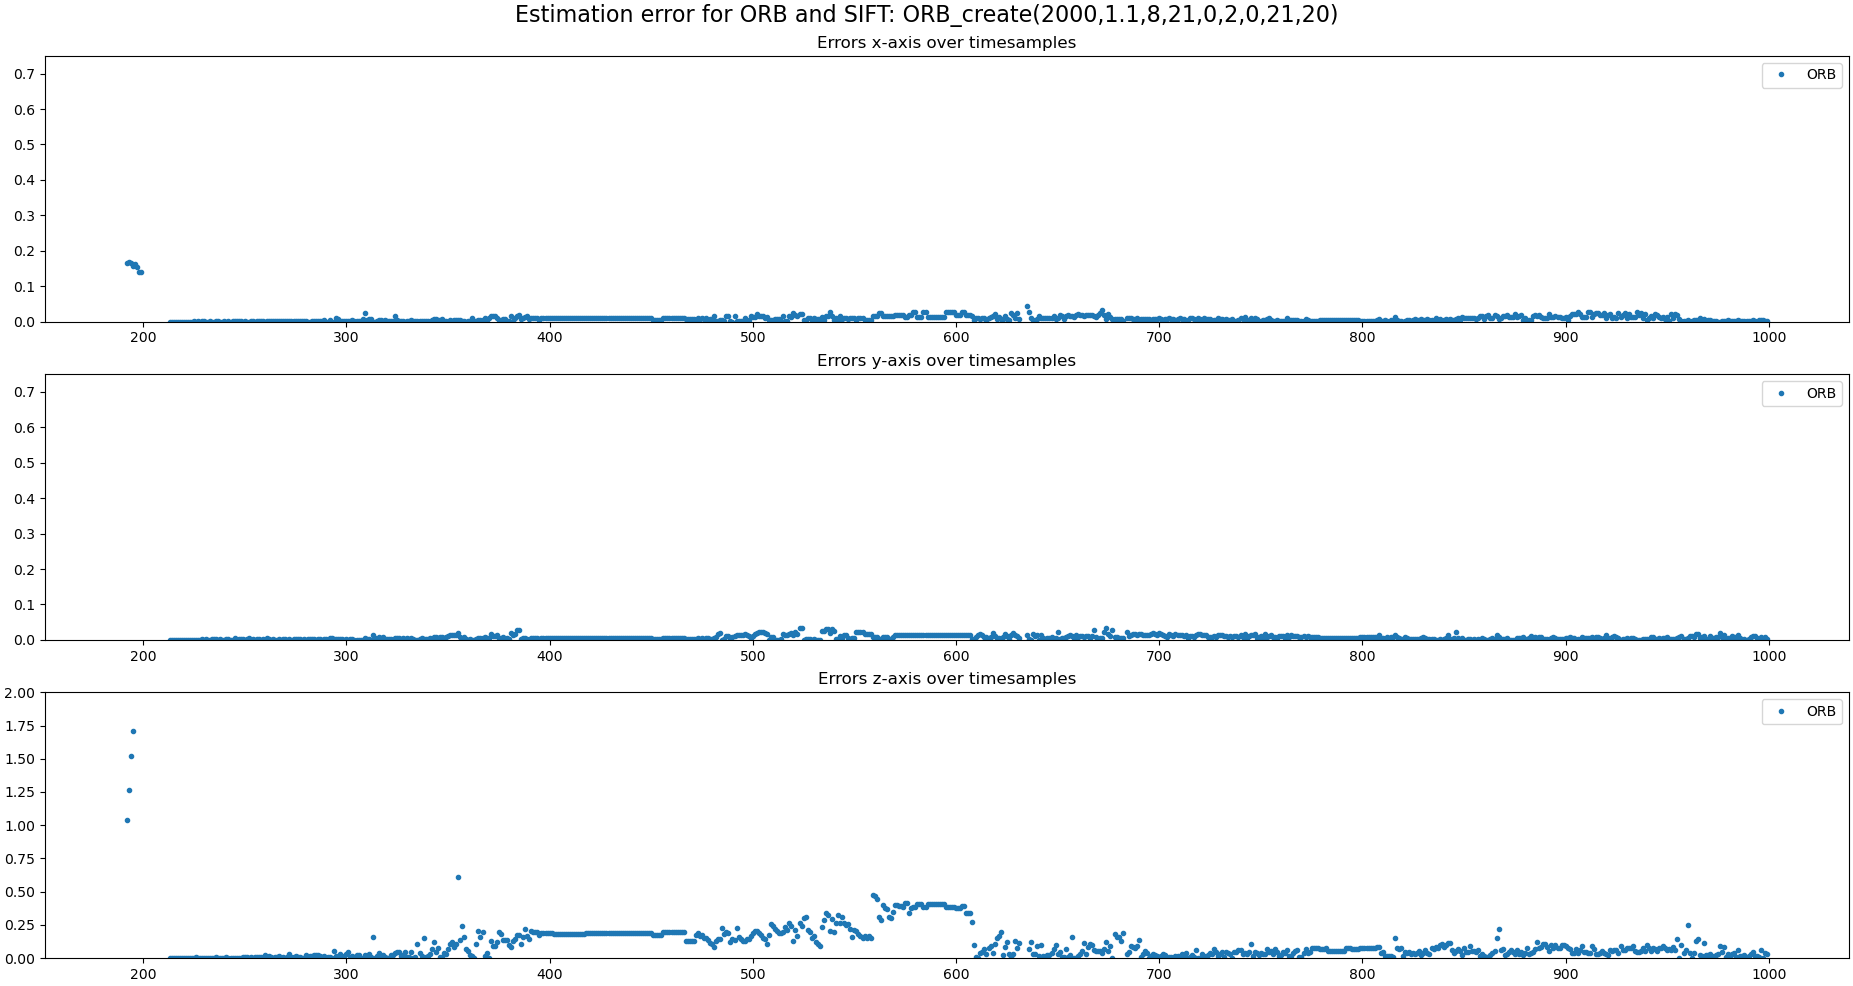 Estimation error for ORB and SIFT: ORB_create(2000,1.1,8,21,0,2,0,21,20)
Errors x-axis over timesamples
0.7
0.6
0.5
0.4
0.3
0.2
0.1
0.0
ORB
200 300 400 500 600 700 800 900 1000
Errors y-axis over timesamples
0.7
0.6
0.5
0.4
0.3
0.2
0.1
0.0
ORB
200 300 400 500 600 700 800 900 1000
Errors z-axis over timesamples
2.00
1.75
1.50
1.25
1.00
0.75
0.50
0.25
0.00
ORB
200 300 400 500 600 700 800 900 1000